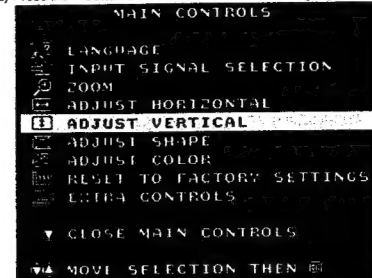 MAIN CONTROLS
LANGUAGE
INPUT SIGNAL SELECTION
ZOOM
ADJUST HORIZONTAL
ADJUST VERTICAL
ADJUST SHAPE
ADJUST COLOR
RESET TO FACTORY SETTINGS
EXTRA CONTROLS
CLOSE MAIN CONTROLS
MOVE SELECTION THEN